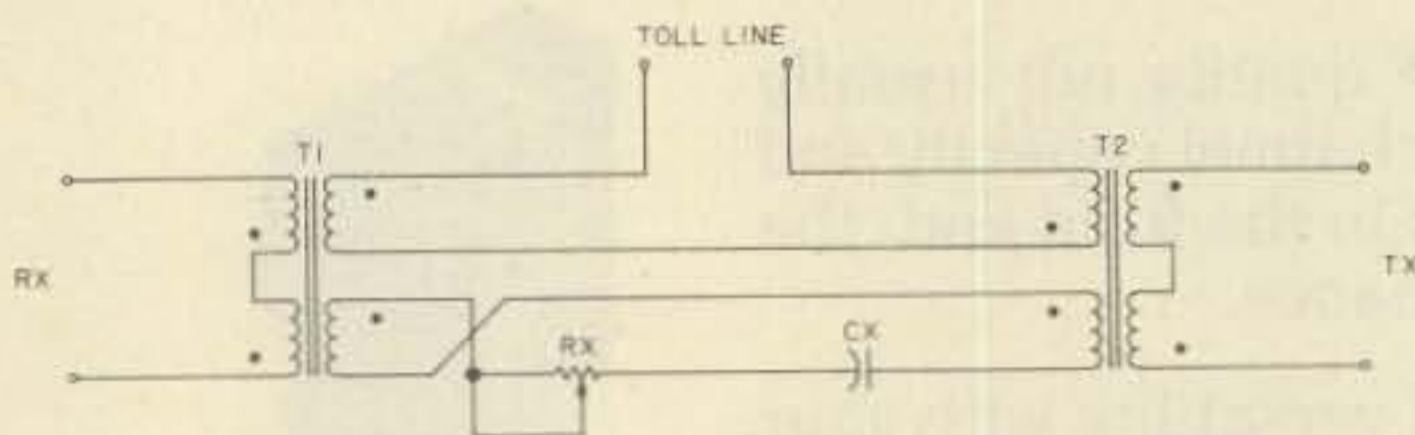 TOLL LINE
T1
T2
RX
TX
RX
CX